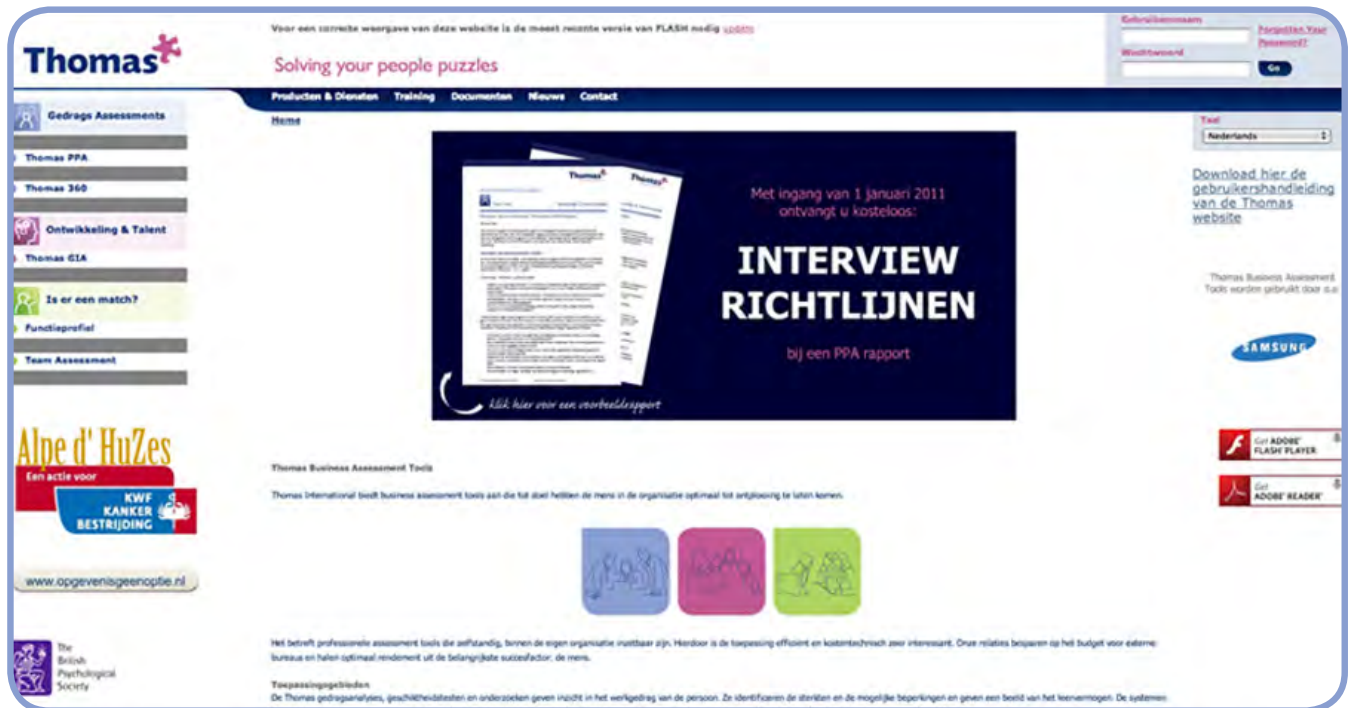 Voor een correcte weergave van deze website is de meest recente versie van FLASH nodig update
Thomas
Solving your people puzzles
Gebruikersnaam
Forgotten Your
Password?
Wachtwoord
Go
Producten & Diensten Training Documenten Nieuws Contact
Home
Taal
Nederlands
Download hier de
gebruikershandleiding
van de Thomas
website
Gedrags Assessments
Thomas PPA
Thomas 360
Ontwikkeling & Talent
Thomas GIA
Is er een match?
Functieprofiel
Team Assessment
Thomas
Thomas
Met ingang van 1 januari 2011
ontvangt u kosteloos:
INTERVIEW
RICHTLIJNEN
bij een PPA rapport
klik hier voor een voorbeeldrapport
Thomas Business Assessment
Tools worden gebruikt door o.a.
SAMSUNG
Get ADOBE®
FLASH® PLAYER
Get
ADOBE® READER®
Alpe d' HuZes
Een actie voor
KWF
KANKER
BESTRIJDING
www.opgevenisgeenoptie.nl
The
British
Psychological
Society
Thomas Business Assessment Tools
Thomas International biedt business assessment tools aan die tot doel hebben de mens in de organisatie optimaal tot ontplooiing te laten komen.
Het betreft professionele assessment tools die zelfstandig, binnen de eigen organisatie inzetbaar zijn. Hierdoor is de toepassing efficiënt en kostentechnisch zeer interessant. Onze relaties besparen op het budget voor externe
bureaus en halen optimaal rendement uit de belangrijkste succesfactor, de mens.
Toepassingsgebieden
De Thomas gedragsanalyses, geschiktheidstesten en onderzoeken geven inzicht in het werkgedrag van de persoon. Ze identificeren de sterkten en de mogelijke beperkingen en geven een beeld van het leervermogen. De systemen